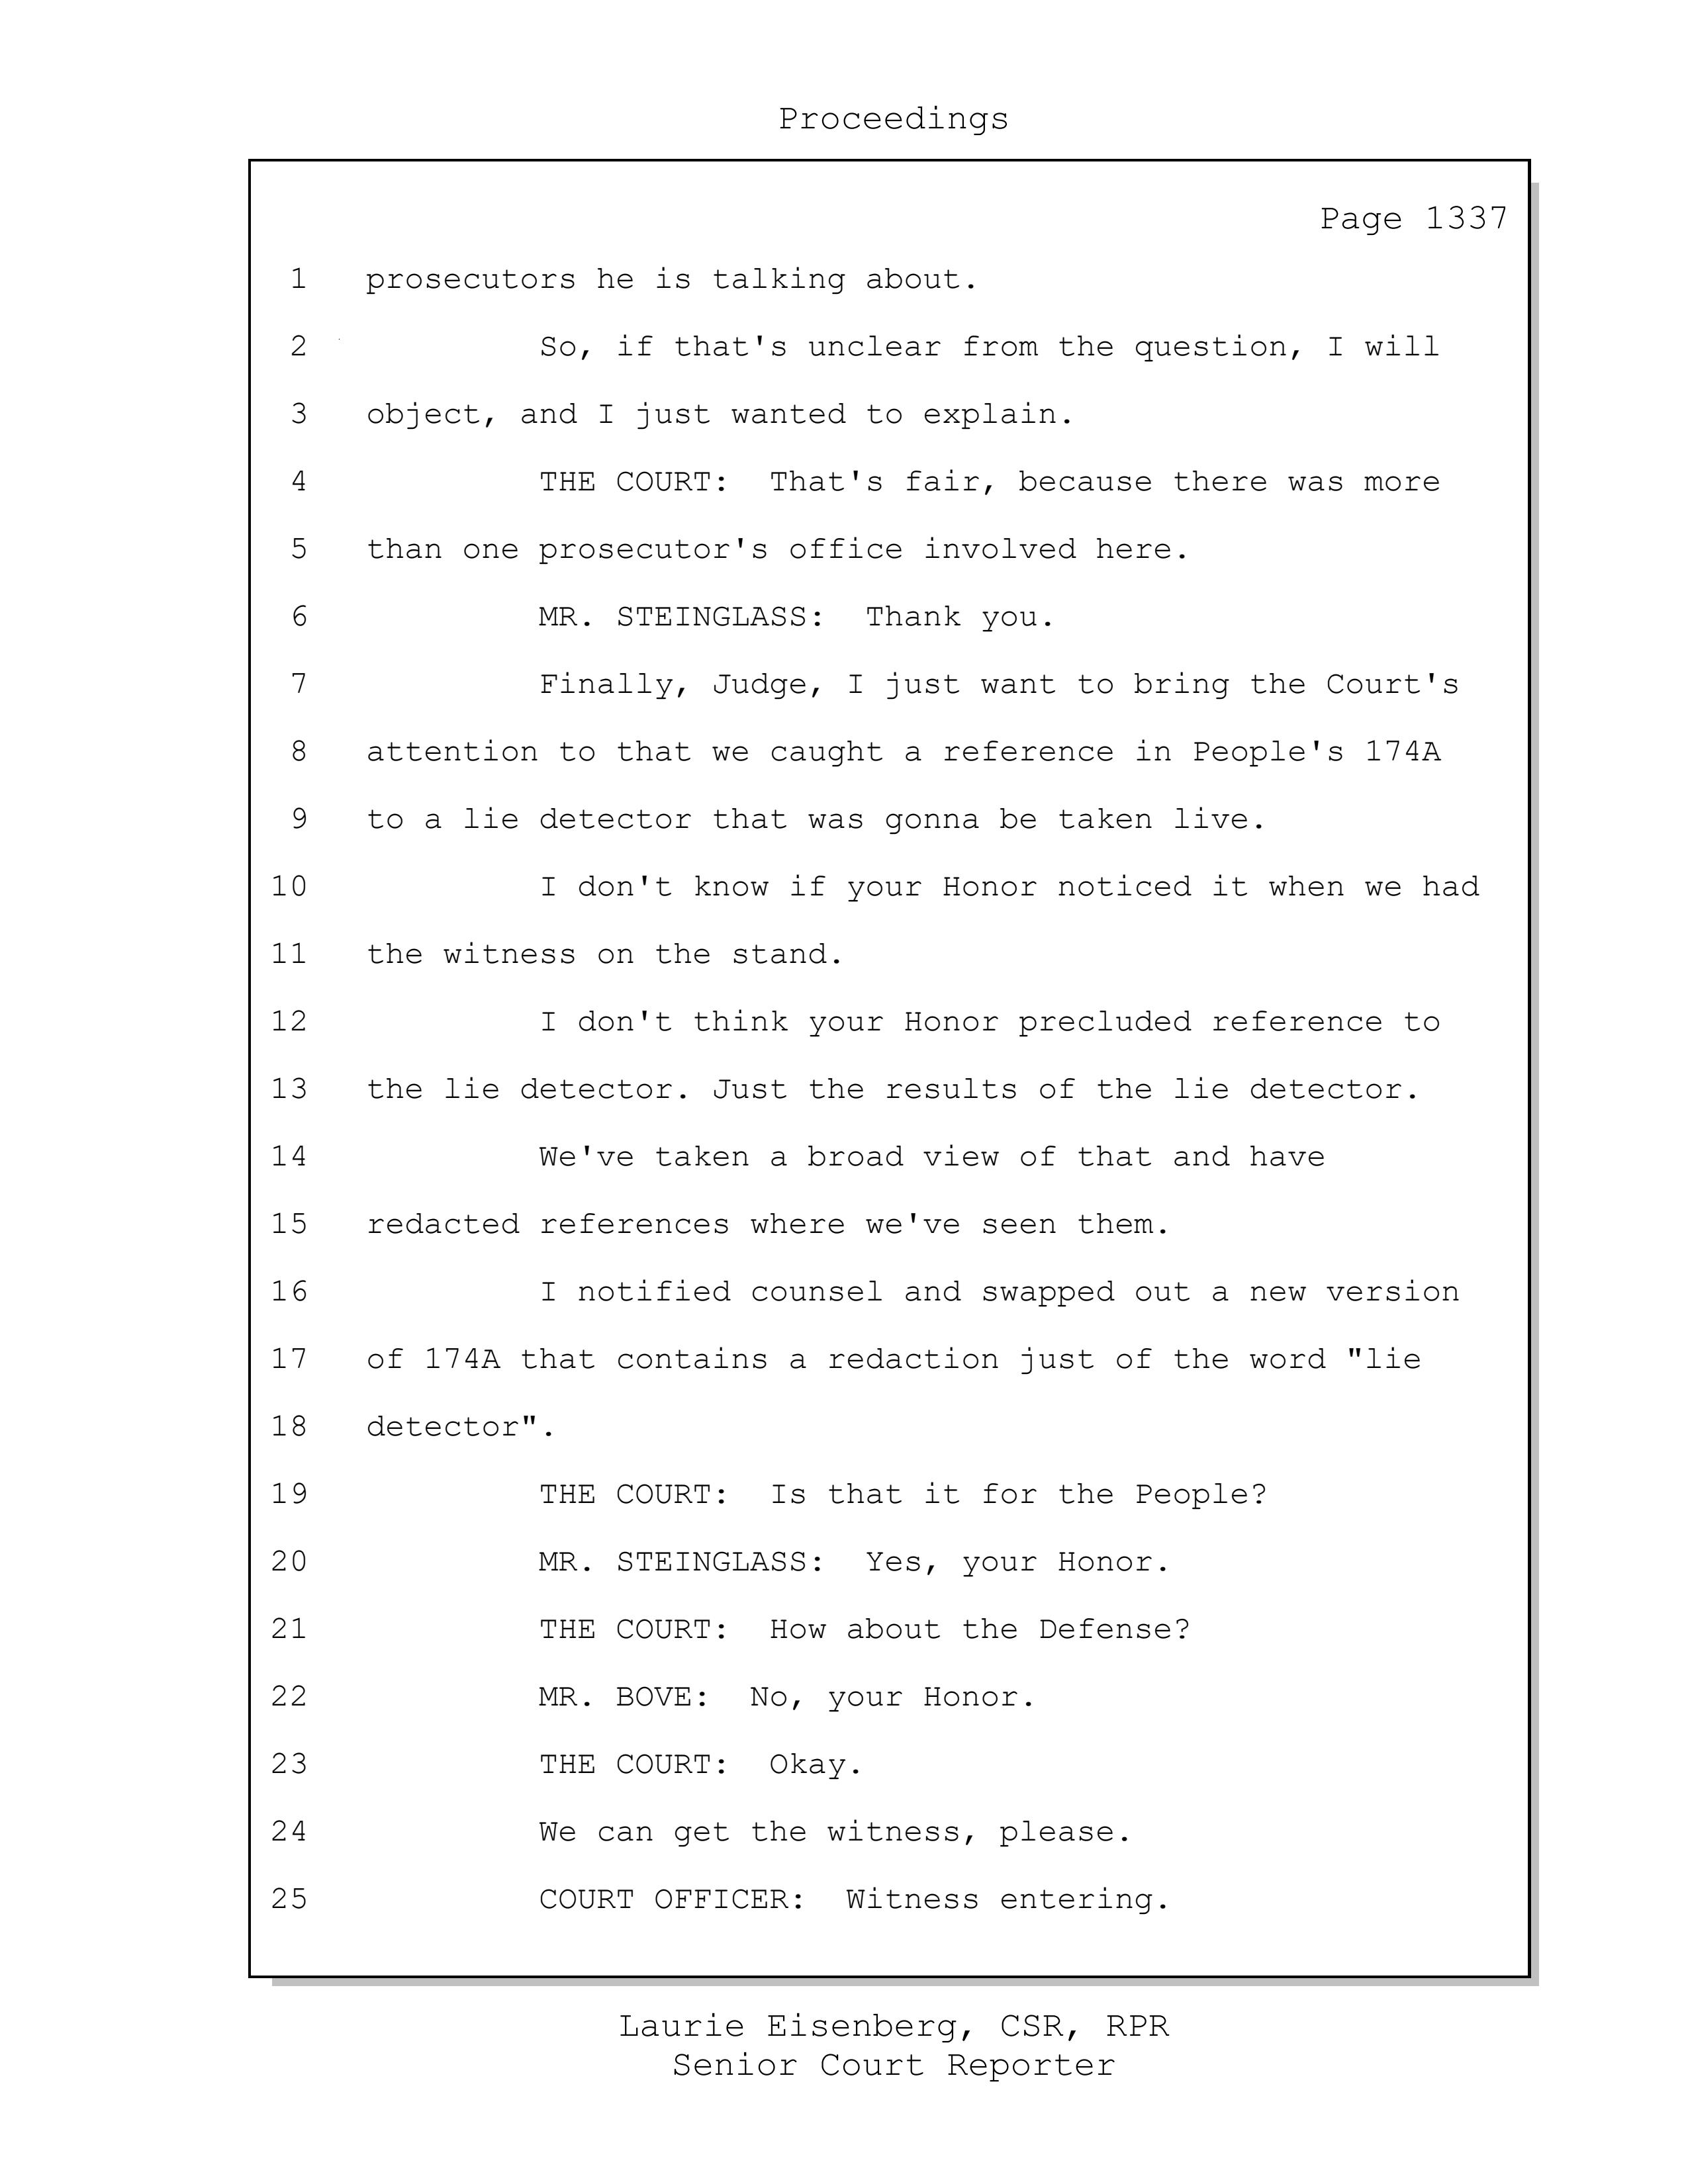 Proceedings
Page 1337
1 prosecutors he is talking about.
2 So, if that's unclear from the question, I will
3 object, and I just wanted to explain.
4 THE COURT: That's fair, because there was more
5 than one prosecutor's office involved here.
6 MR. STEINGLASS: Thank you.
7 Finally, Judge, I just want to bring the Court's
8 attention to that we caught a reference in People's 174A
9 to a lie detector that was gonna be taken live.
10 I don't know if your Honor noticed it when we had
11 the witness on the stand.
12 I don't think your Honor precluded reference to
13 the lie detector. Just the results of the lie detector.
14 We've taken a broad view of that and have
15 redacted references where we've seen them.
16 I notified counsel and swapped out a new version
17 of 174A that contains a redaction just of the word "lie
18 detector".
19 THE COURT: Is that it for the People?
20 MR. STEINGLASS: Yes, your Honor.
21 THE COURT: How about the Defense?
22 MR. BOVE: No, your Honor.
23 THE COURT: Okay.
24 We can get the witness, please.
25 COURT OFFICER: Witness entering.
Laurie Eisenberg, CSR, RPR
Senior Court Reporter